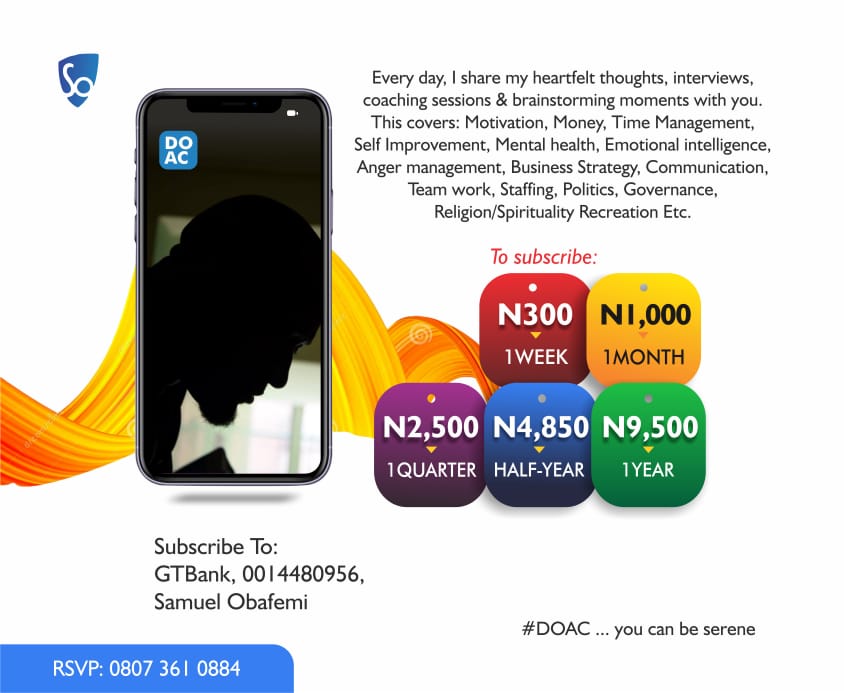 SO
DO
AC
Every day, I share my heartfelt thoughts, interviews,
coaching sessions & brainstorming moments with you.
This covers: Motivation, Money, Time Management,
Self Improvement, Mental health, Emotional intelligence,
Anger management, Business Strategy, Communication,
Team work, Staffing, Politics, Governance,
Religion/Spirituality Recreation Etc.
To subscribe:
N300
1WEEK
N1,000
1MONTH
N2,500
1QUARTER
N4,850
HALF-YEAR
N9,500
1YEAR
Subscribe To:
GTBank, 0014480956,
Samuel Obafemi
#DOAC ... you can be serene
RSVP: 0807 361 0884